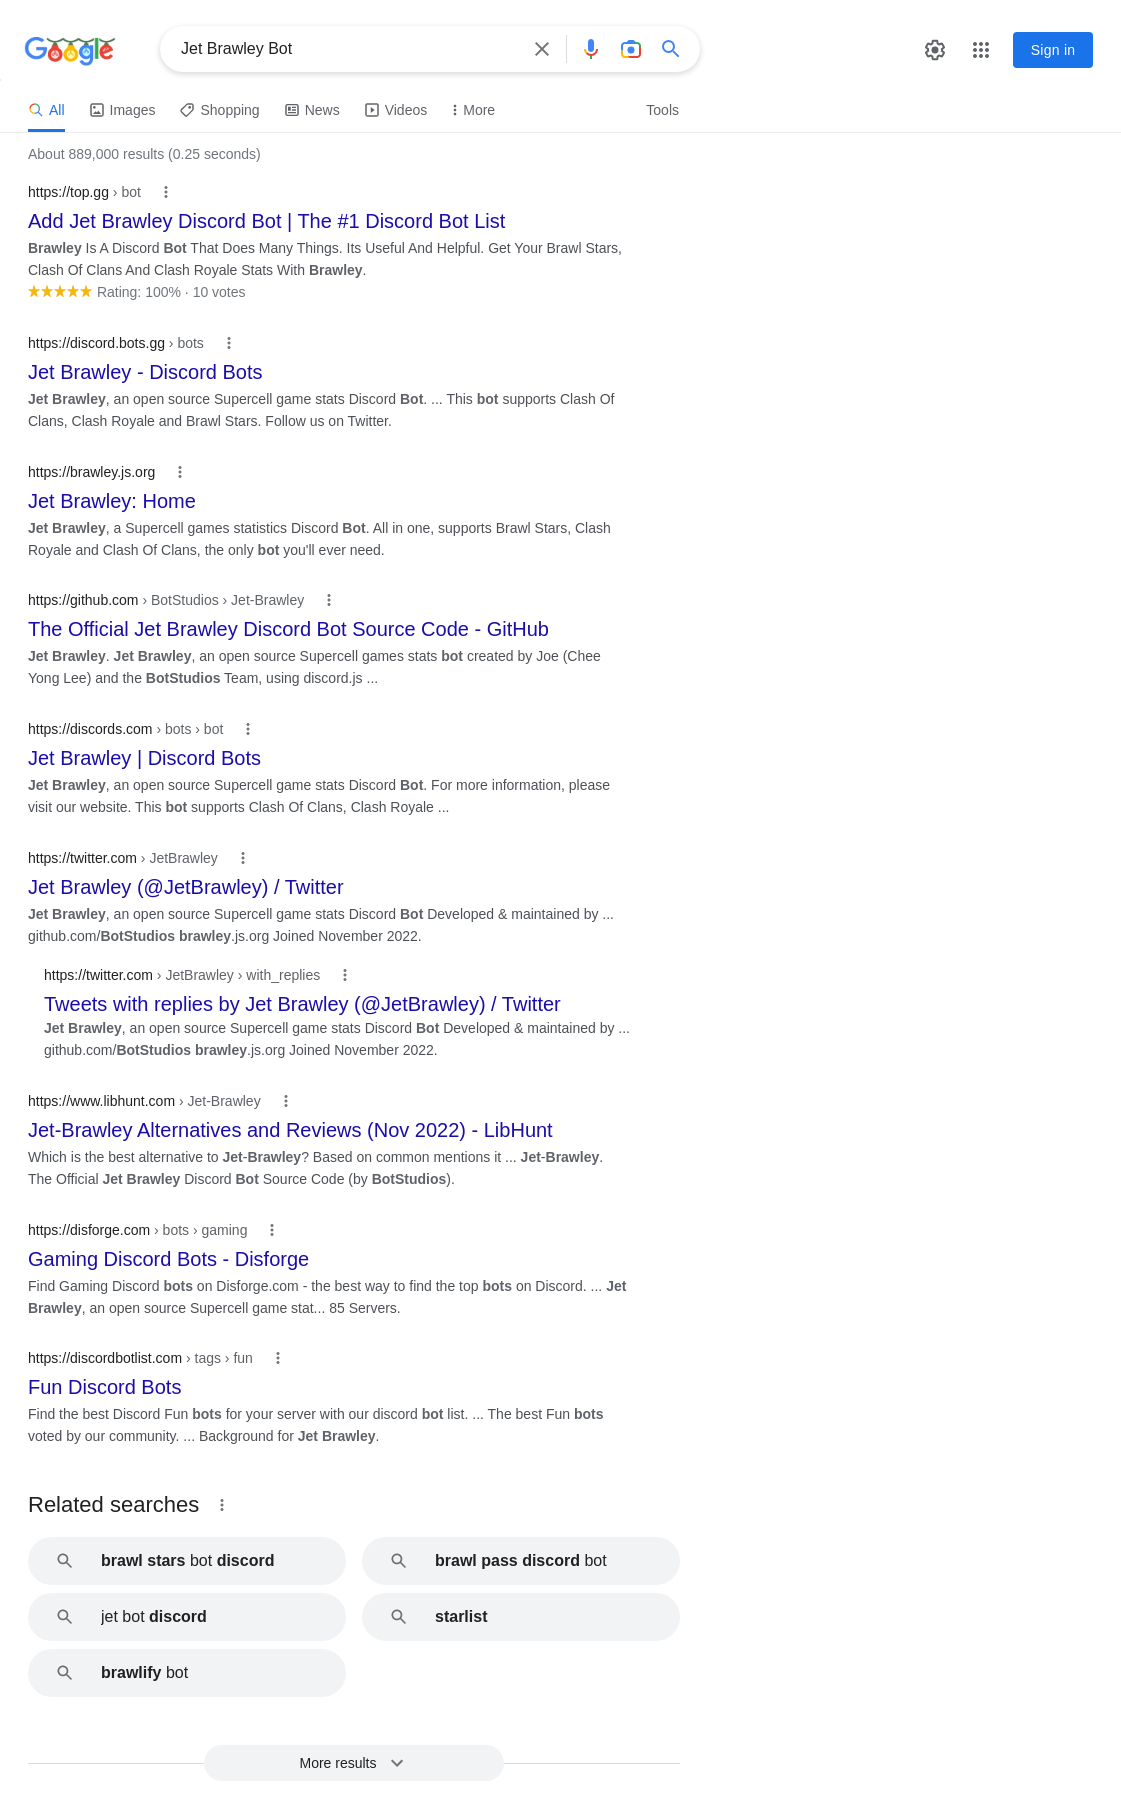 Google
Jet Brawley Bot
Sign in
All Images Shopping News Videos More Tools
About 889,000 results (0.25 seconds)
https://top.gg › bot
Add Jet Brawley Discord Bot | The #1 Discord Bot List
Brawley Is A Discord Bot That Does Many Things. Its Useful And Helpful. Get Your Brawl Stars,
Clash Of Clans And Clash Royale Stats With Brawley.
Rating: 100% · 10 votes
https://discord.bots.gg › bots
Jet Brawley - Discord Bots
Jet Brawley, an open source Supercell game stats Discord Bot. ... This bot supports Clash Of
Clans, Clash Royale and Brawl Stars. Follow us on Twitter.
https://brawley.js.org
Jet Brawley: Home
Jet Brawley, a Supercell games statistics Discord Bot. All in one, supports Brawl Stars, Clash
Royale and Clash Of Clans, the only bot you'll ever need.
https://github.com › BotStudios › Jet-Brawley
The Official Jet Brawley Discord Bot Source Code - GitHub
Jet Brawley. Jet Brawley, an open source Supercell games stats bot created by Joe (Chee
Yong Lee) and the BotStudios Team, using discord.js ...
https://discords.com › bots › bot
Jet Brawley | Discord Bots
Jet Brawley, an open source Supercell game stats Discord Bot. For more information, please
visit our website. This bot supports Clash Of Clans, Clash Royale ...
https://twitter.com › JetBrawley
Jet Brawley (@JetBrawley) / Twitter
Jet Brawley, an open source Supercell game stats Discord Bot Developed & maintained by ...
github.com/BotStudios brawley.js.org Joined November 2022.
https://twitter.com › JetBrawley › with_replies
Tweets with replies by Jet Brawley (@JetBrawley) / Twitter
Jet Brawley, an open source Supercell game stats Discord Bot Developed & maintained by ...
github.com/BotStudios brawley.js.org Joined November 2022.
https://www.libhunt.com › Jet-Brawley
Jet-Brawley Alternatives and Reviews (Nov 2022) - LibHunt
Which is the best alternative to Jet-Brawley? Based on common mentions it ... Jet-Brawley.
The Official Jet Brawley Discord Bot Source Code (by BotStudios).
https://disforge.com › bots › gaming
Gaming Discord Bots - Disforge
Find Gaming Discord bots on Disforge.com - the best way to find the top bots on Discord. ... Jet
Brawley, an open source Supercell game stat... 85 Servers.
https://discordbotlist.com › tags › fun
Fun Discord Bots
Find the best Discord Fun bots for your server with our discord bot list. ... The best Fun bots
voted by our community. ... Background for Jet Brawley.
Related searches
brawl stars bot discord
brawl pass discord bot
jet bot discord
starlist
brawlify bot
More results